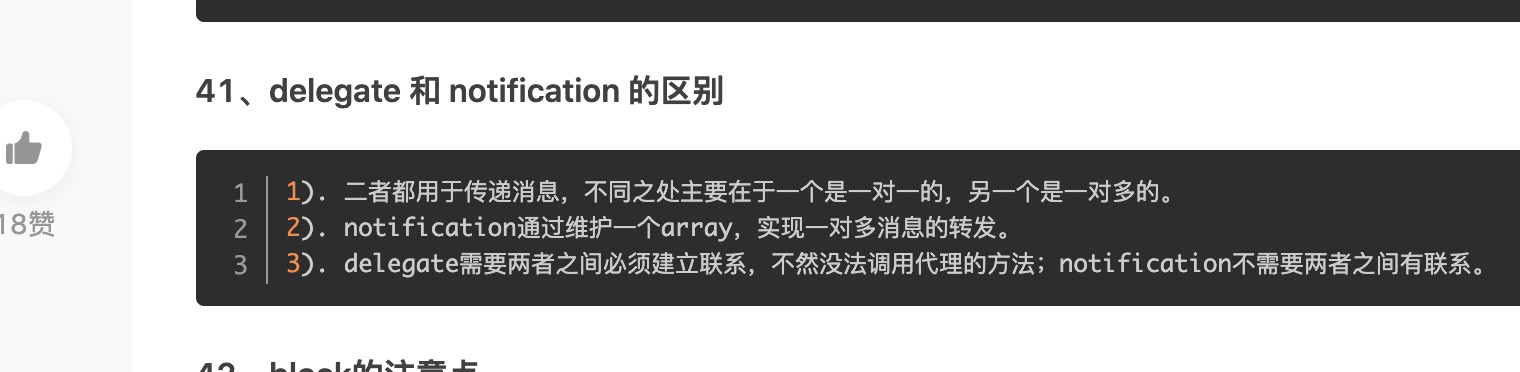 41、delegate 和 notification 的区别
18赞
1 1). 二者都用于传递消息，不同之处主要在于一个是一对一的，另一个是一对多的。
2 2). notification通过维护一个array，实现一对多消息的转发。
3 3). delegate需要两者之间必须建立联系，不然没法调用代理的方法；notification不需要两者之间有联系。
42、block的注意点